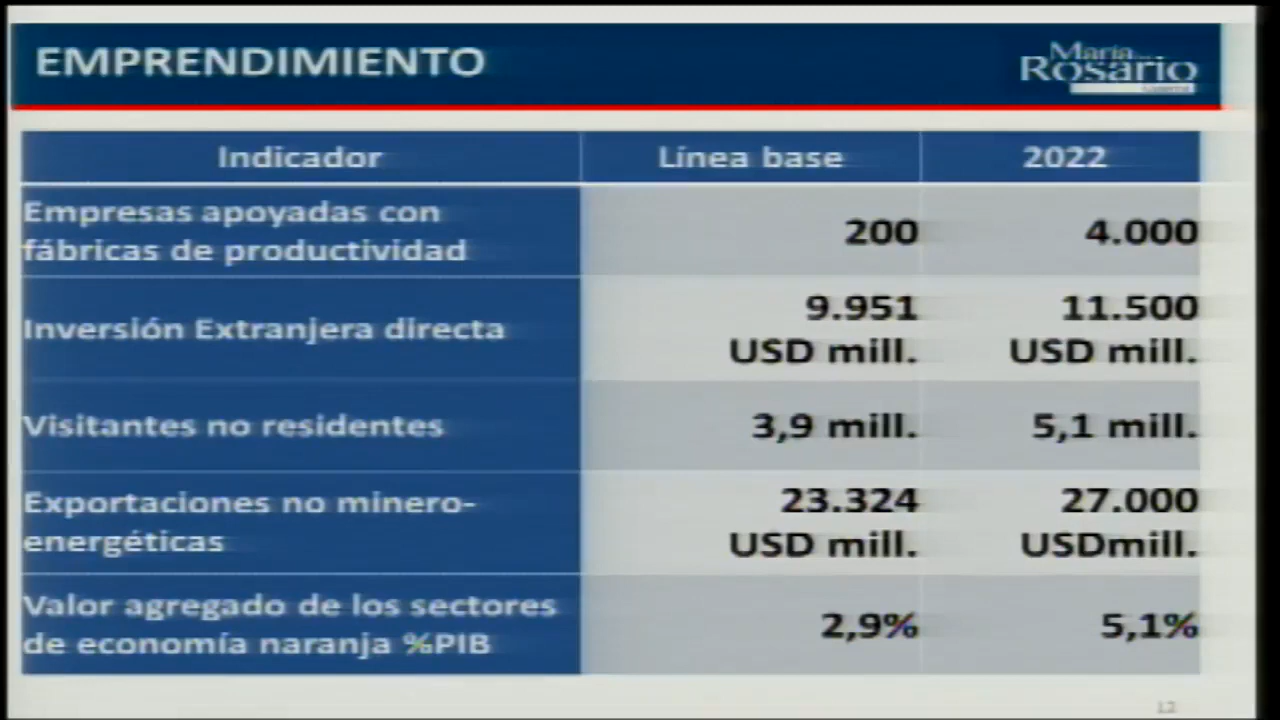 EMPRENDIMIENTO
María
Rosario
Indicador
Línea base
2022
Empresas apoyadas con
fábricas de productividad
200
4.000
Inversión Extranjera directa
9.951
USD mill.
11.500
USD mill.
Visitantes no residentes
3,9 mill.
5,1 mill.
Exportaciones no minero-
energéticas
23.324
USD mill.
27.000
USDmill.
Valor agregado de los sectores
de economía naranja %PIB
2,9%
5,1%
12